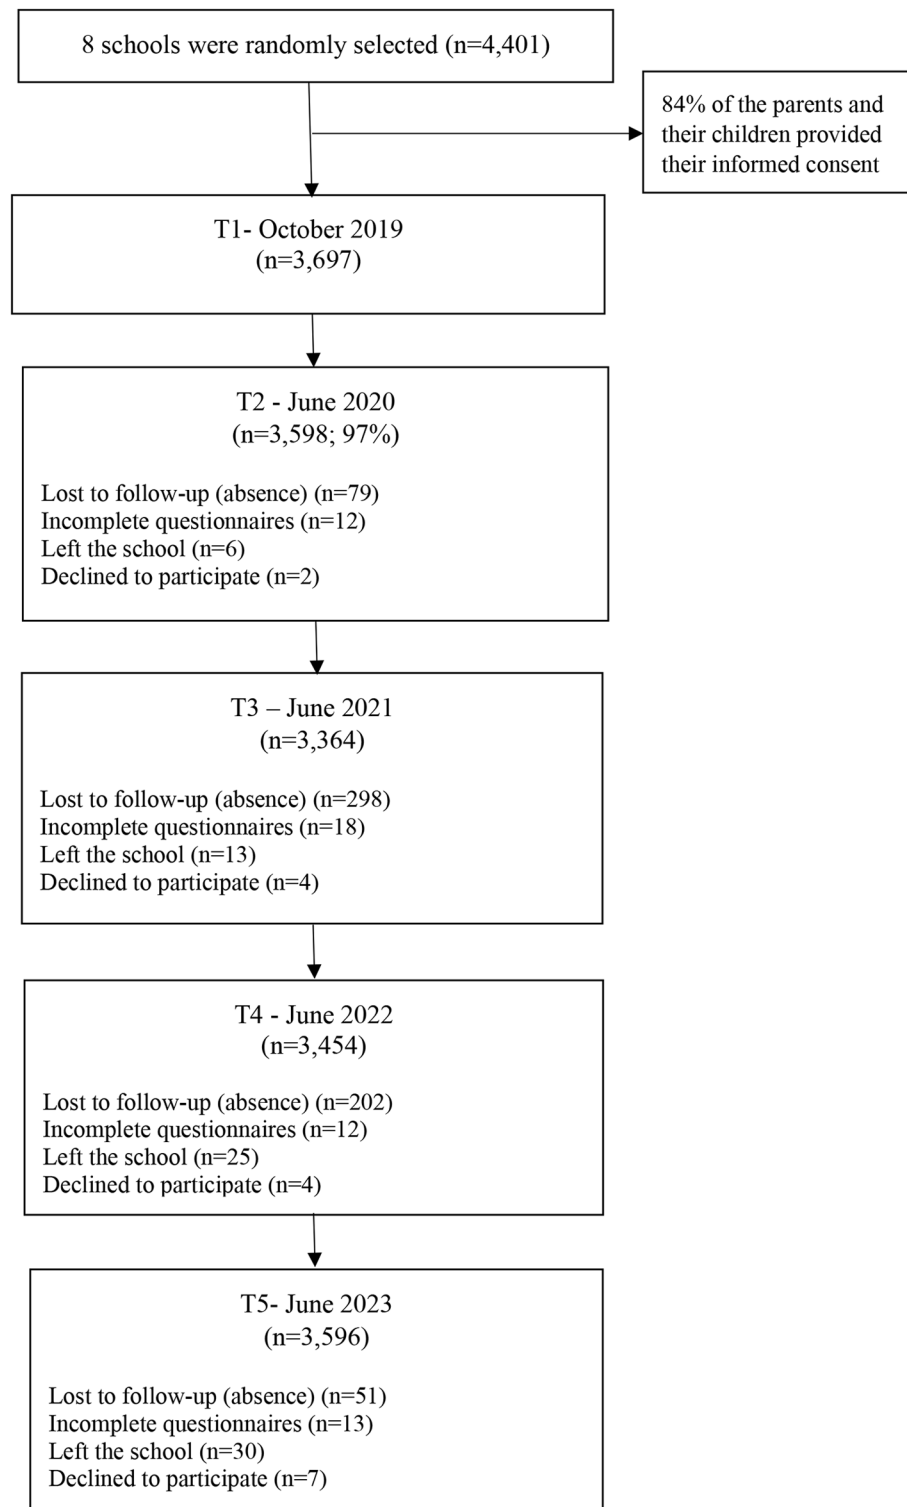 8 schools were randomly selected (n=4,401)
84% of the parents and
their children provided
their informed consent
T1- October 2019
(n=3,697)
T2 - June 2020
(n=3,598; 97%)
Lost to follow-up (absence) (n=79)
Incomplete questionnaires (n=12)
Left the school (n=6)
Declined to participate (n=2)
T3 – June 2021
(n=3,364)
Lost to follow-up (absence) (n=298)
Incomplete questionnaires (n=18)
Left the school (n=13)
Declined to participate (n=4)
T4 - June 2022
(n=3,454)
Lost to follow-up (absence) (n=202)
Incomplete questionnaires (n=12)
Left the school (n=25)
Declined to participate (n=4)
T5- June 2023
(n=3,596)
Lost to follow-up (absence) (n=51)
Incomplete questionnaires (n=13)
Left the school (n=30)
Declined to participate (n=7)